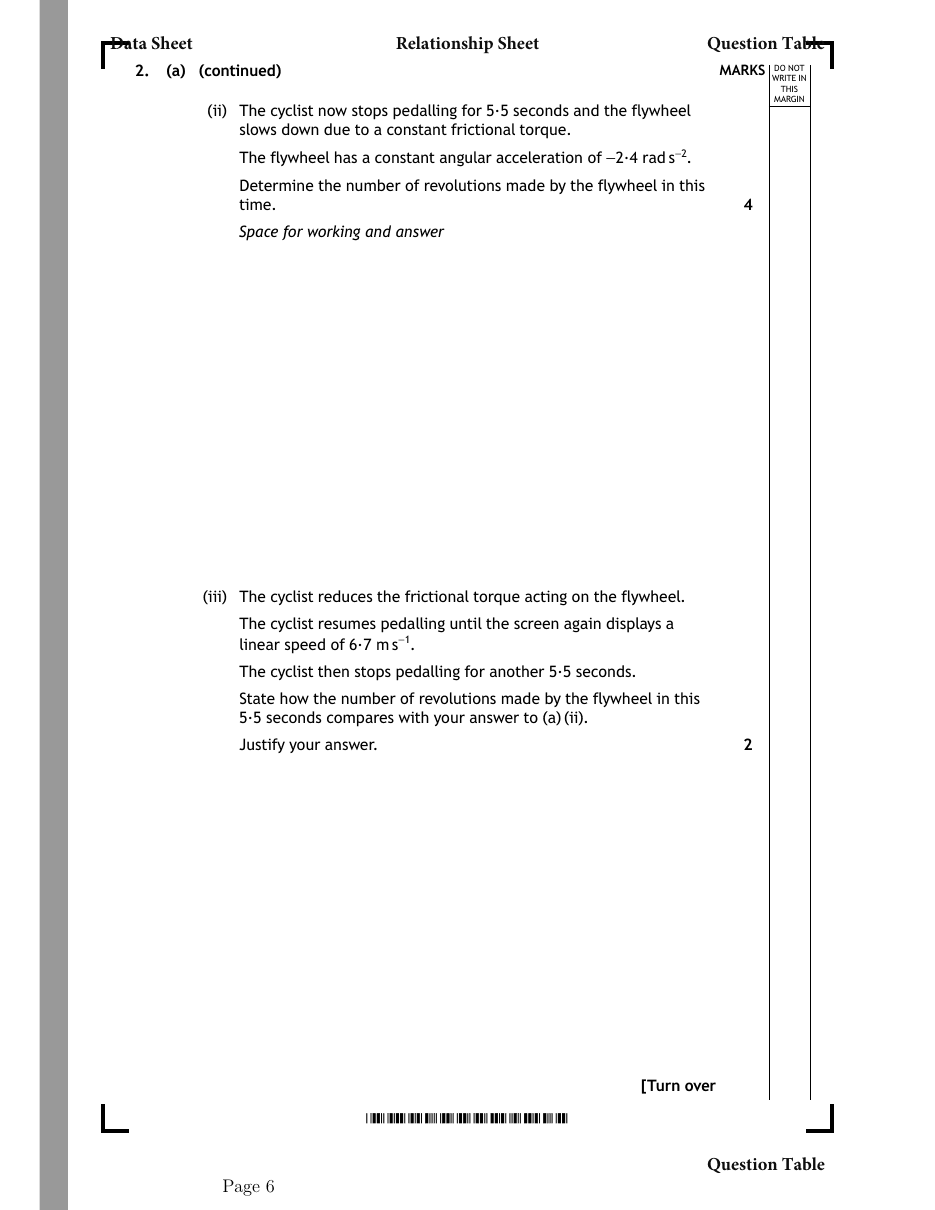 Data Sheet Relationship Sheet Question Table
2. (a) (continued) MARKS
DO NOT
WRITE IN
THIS
MARGIN
(ii) The cyclist now stops pedalling for 5·5 seconds and the flywheel
slows down due to a constant frictional torque.
The flywheel has a constant angular acceleration of −2·4 rad s⁻².
Determine the number of revolutions made by the flywheel in this
time. 4
Space for working and answer
(iii) The cyclist reduces the frictional torque acting on the flywheel.
The cyclist resumes pedalling until the screen again displays a
linear speed of 6·7 m s⁻¹.
The cyclist then stops pedalling for another 5·5 seconds.
State how the number of revolutions made by the flywheel in this
5·5 seconds compares with your answer to (a) (ii).
Justify your answer. 2
[Turn over
Question Table
Page 6